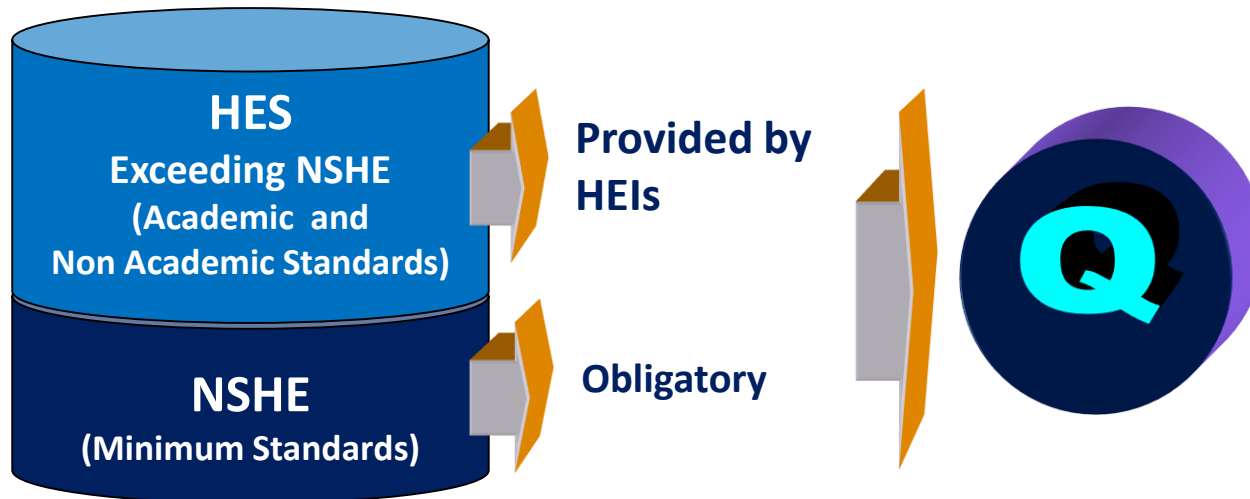 HES
Exceeding NSHE
(Academic and
Non Academic Standards)
Provided by
HEIs
NSHE
(Minimum Standards)
Obligatory
Q